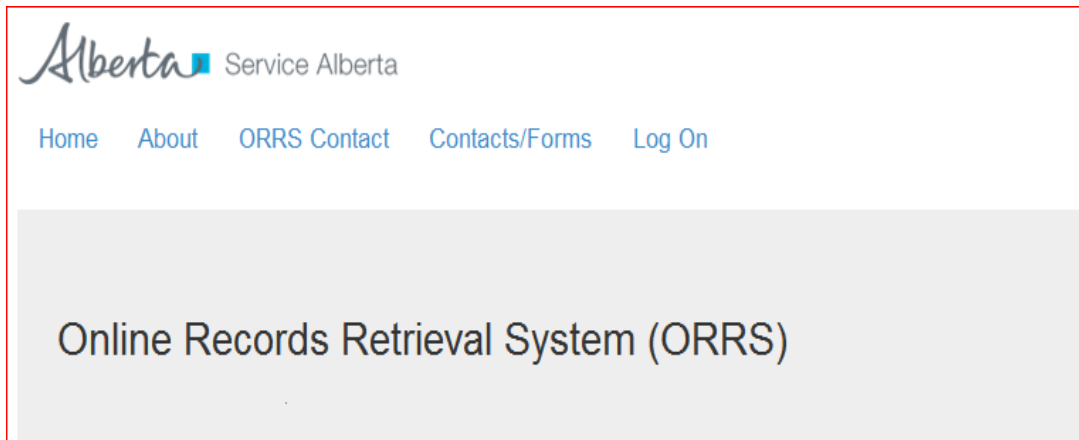 Alberta Service Alberta
Home About ORRS Contact Contacts/Forms Log On
Online Records Retrieval System (ORRS)